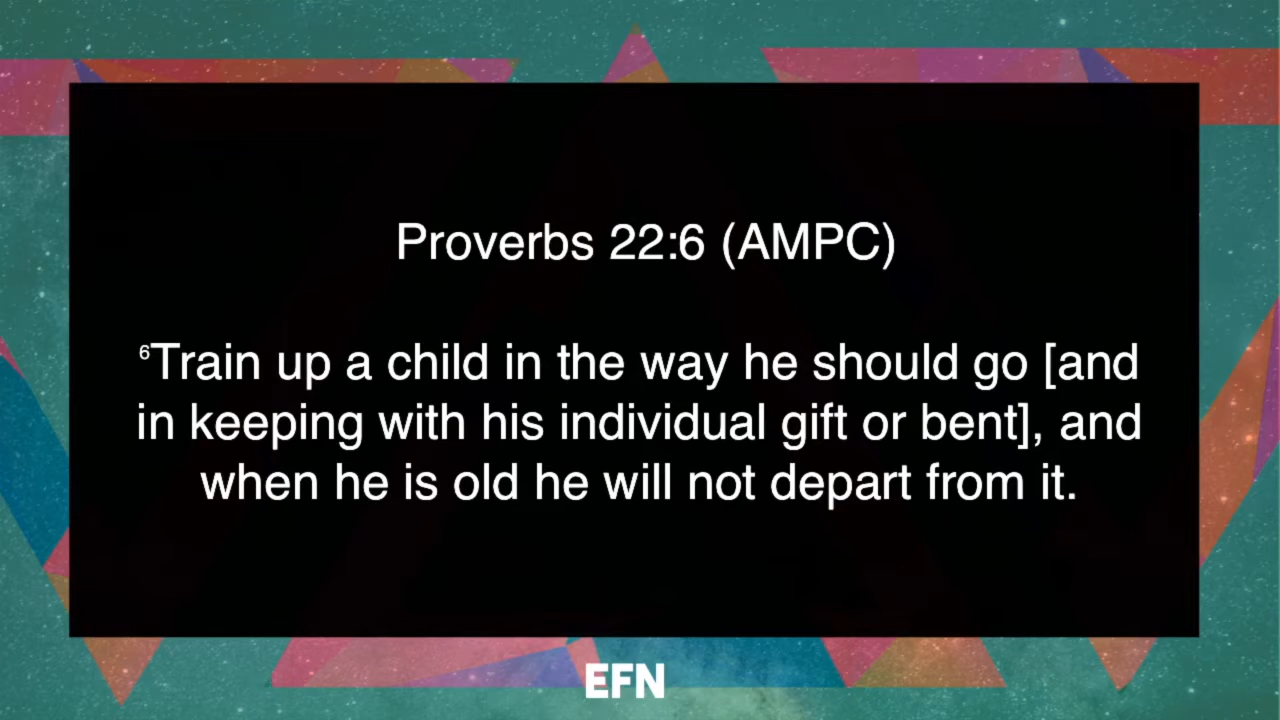 Proverbs 22:6 (AMPC)
⁶Train up a child in the way he should go [and
in keeping with his individual gift or bent], and
when he is old he will not depart from it.
EFN